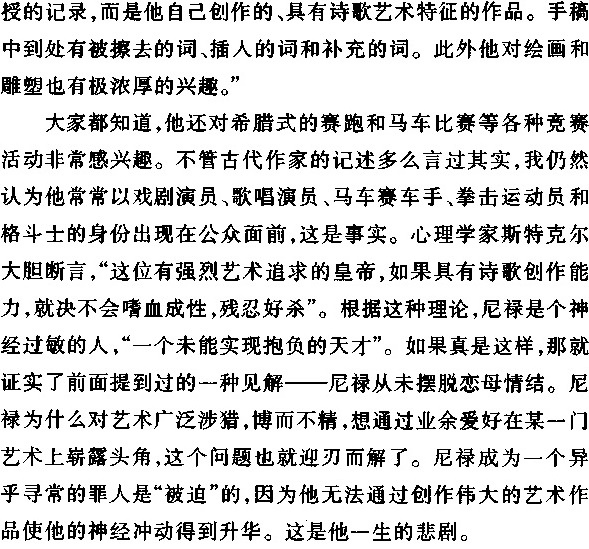 授的记录,而是他自己创作的、具有诗歌艺术特征的作品。手稿
中到处有被擦去的词、插人的词和补充的词。此外他对绘画和
雕塑也有极浓厚的兴趣。”
大家都知道,他还对希腊式的赛跑和马车比赛等各种竞赛
活动非常感兴趣。不管古代作家的记述多么言过其实,我仍然
认为他常常以戏剧演员、歌唱演员、马车赛车手、拳击运动员和
格斗士的身份出现在公众面前,这是事实。心理学家斯特克尔
大胆断言,“这位有强烈艺术追求的皇帝,如果具有诗歌创作能
力,就决不会嗜血成性,残忍好杀”。根据这种理论,尼禄是个神
经过敏的人,“一个未能实现抱负的天才”。如果真是这样,那就
证实了前面提到过的一种见解——尼禄从未摆脱恋母情结。尼
禄为什么对艺术广泛涉猎,博而不精,想通过业余爱好在某一门
艺术上崭露头角,这个问题也就迎刃而解了。尼禄成为一个异
乎寻常的罪人是“被迫”的,因为他无法通过创作伟大的艺术作
品使他的神经冲动得到升华。这是他一生的悲剧。